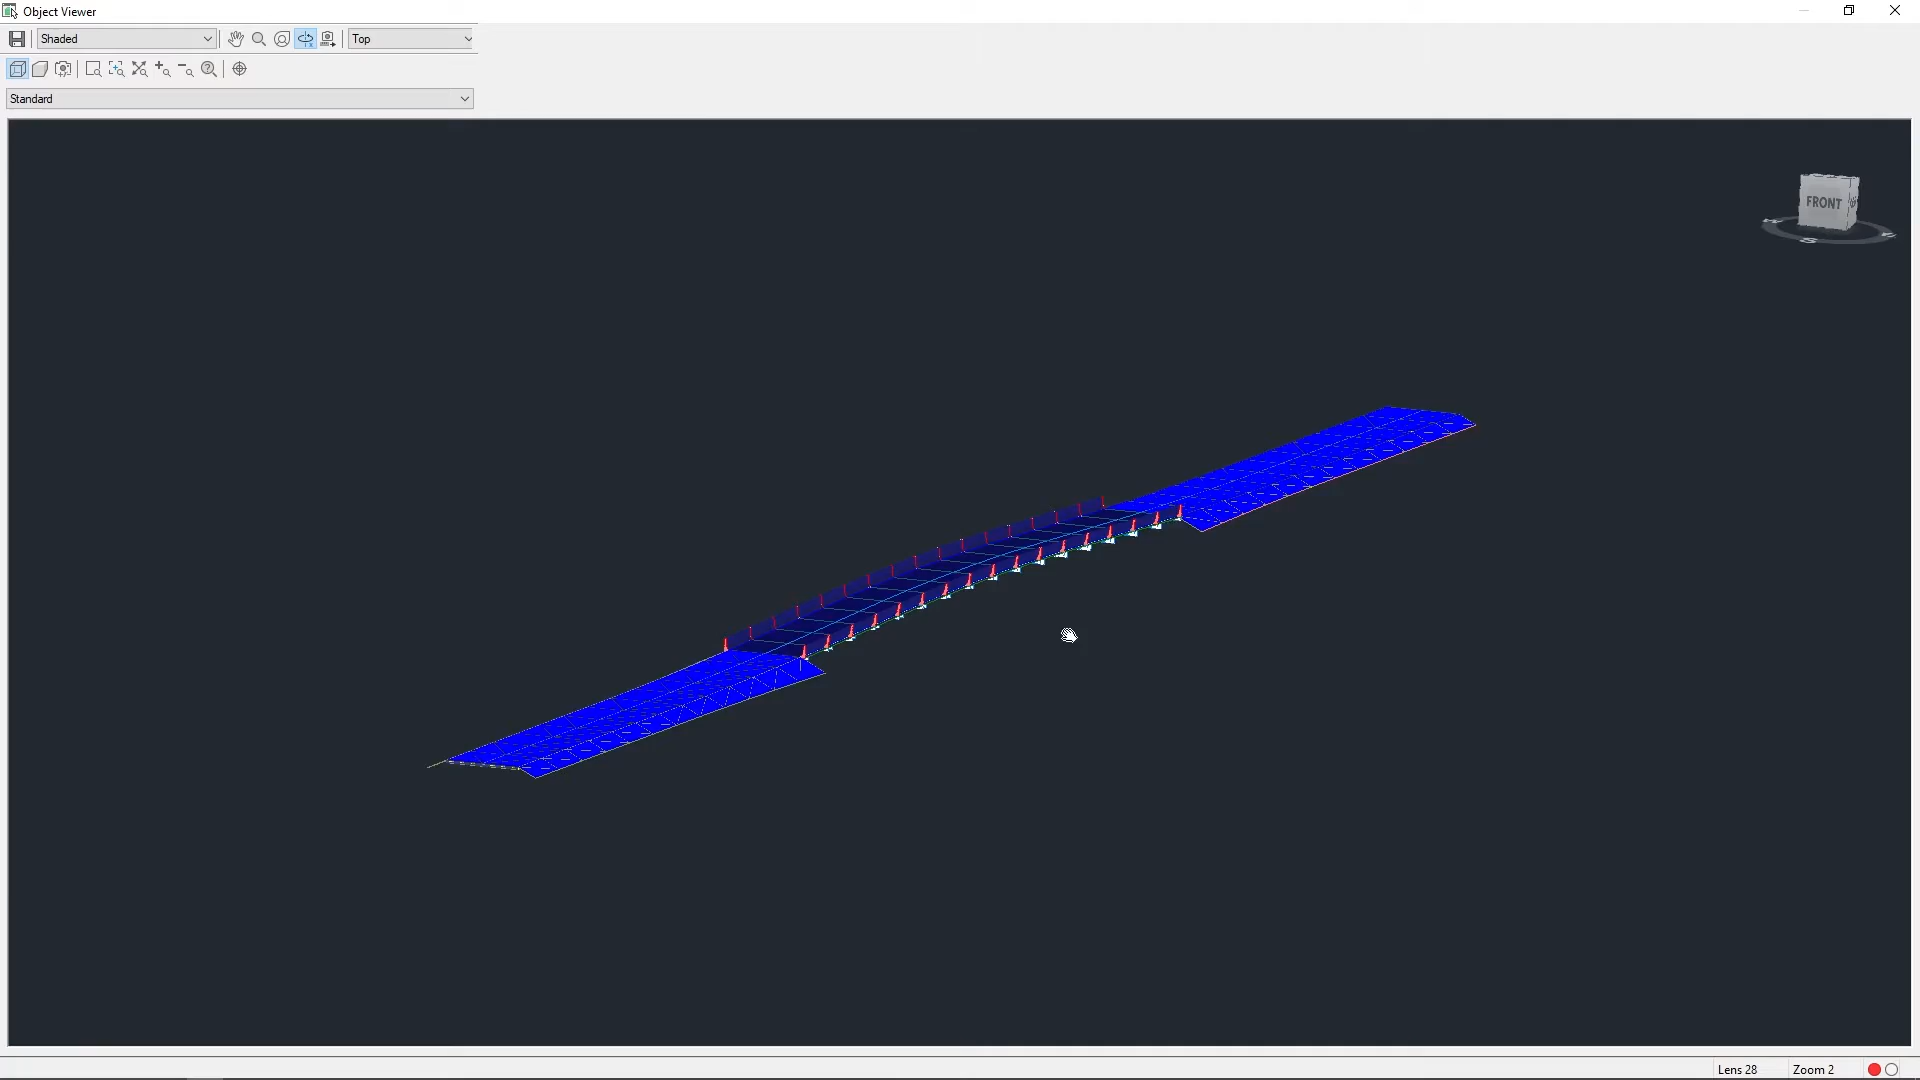 Object Viewer
Shaded
Top
Standard
FRONT
S
Lens 28
Zoom 2